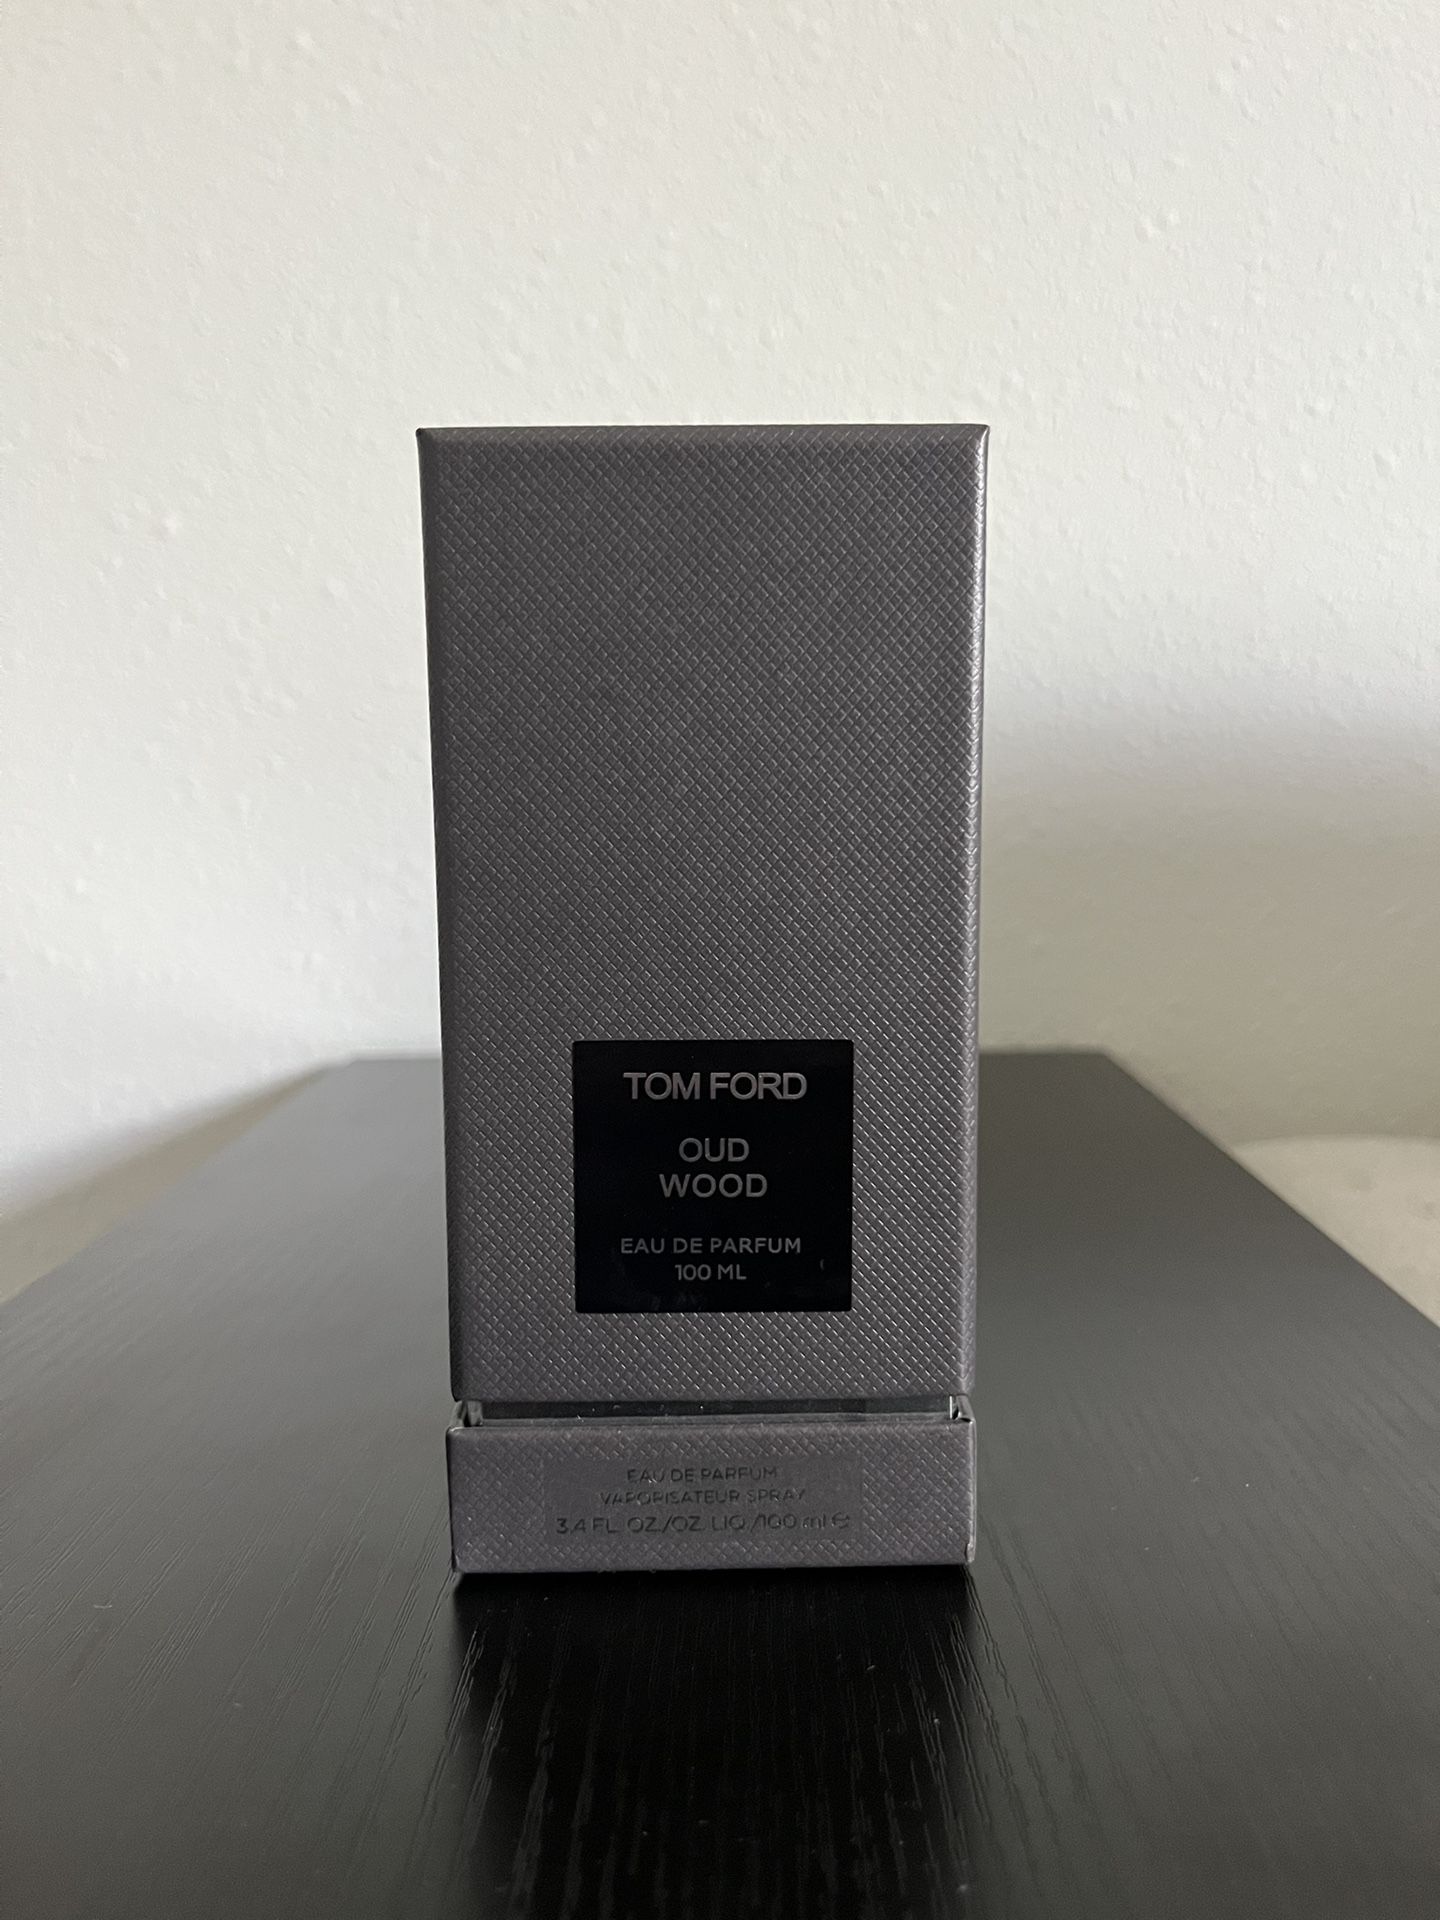 TOM FORD
OUD
WOOD
EAU DE PARFUM
100 ML
EAU DE PARFUM
VAPORISATEUR SPRAY
3.4 FL. OZ./OZ. LIQ./100 ml ℮